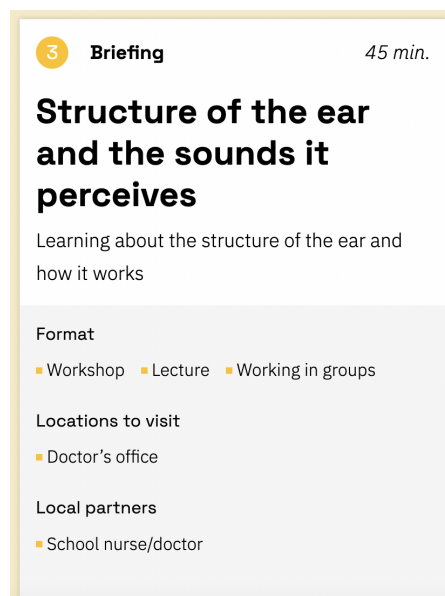 3 Briefing 45 min.
Structure of the ear
and the sounds it
perceives
Learning about the structure of the ear and
how it works
Format
Workshop Lecture Working in groups
Locations to visit
Doctor’s office
Local partners
School nurse/doctor